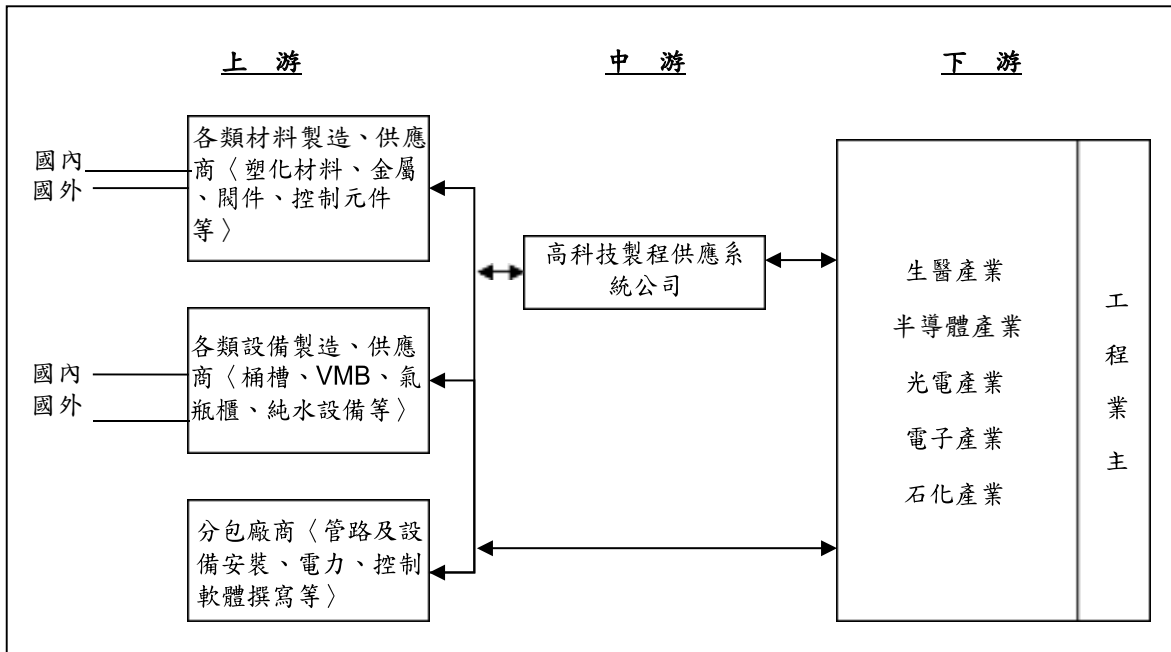 上 游
中 游
下 游
國內
國外
各類材料製造、供應
商〈塑化材料、金屬
、閥件、控制元件
等〉
國內
國外
各類設備製造、供應
商〈桶槽、VMB、氣
瓶櫃、純水設備等〉
分包廠商〈管路及設
備安裝、電力、控制
軟體撰寫等〉
高科技製程供應系
統公司
生醫產業
半導體產業
光電產業
電子產業
石化產業
工
程
業
主